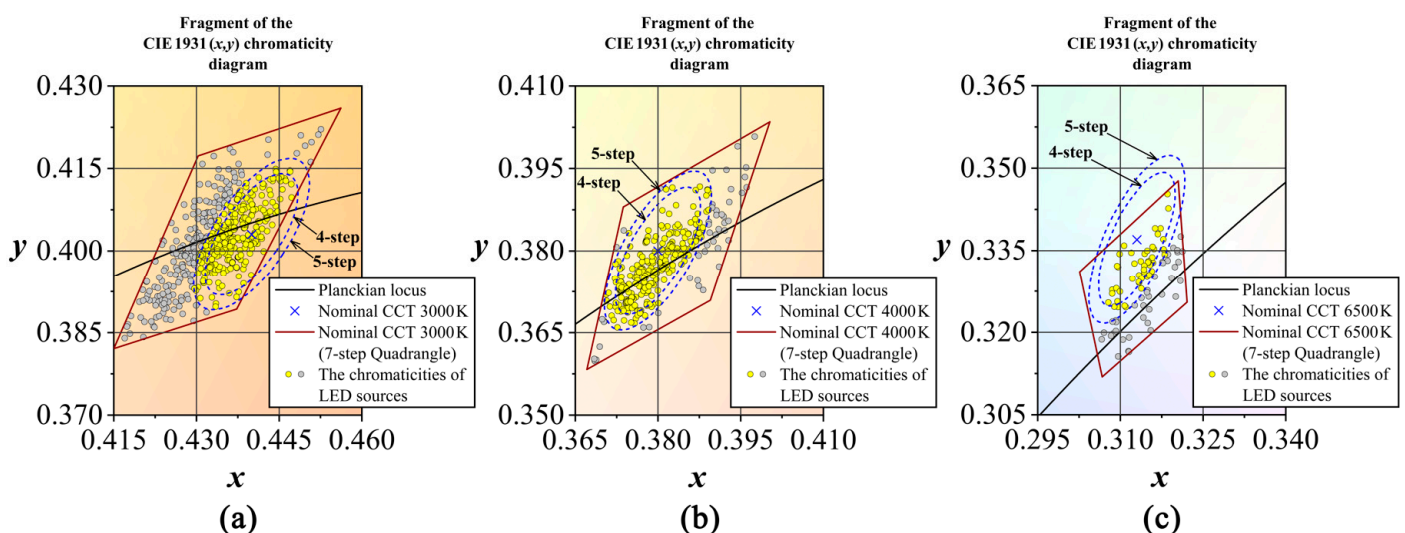 Fragment of the
CIE 1931 (x,y) chromaticity
diagram
0.430
0.415
0.400
0.385
0.370
y
0.415 0.430 0.445 0.460
x
4-step
5-step
Planckian locus
Nominal CCT 3000K
Nominal CCT 3000K
(7-step Quadrangle)
The chromaticities of
LED sources
(a)
Fragment of the
CIE 1931 (x,y) chromaticity
diagram
0.410
0.395
0.380
0.365
0.350
y
0.365 0.380 0.395 0.410
x
5-step
4-step
Planckian locus
Nominal CCT 4000K
Nominal CCT 4000K
(7-step Quadrangle)
The chromaticities of
LED sources
(b)
Fragment of the
CIE 1931 (x,y) chromaticity
diagram
0.365
0.350
0.335
0.320
0.305
y
0.295 0.310 0.325 0.340
x
5-step
4-step
Planckian locus
Nominal CCT 6500K
Nominal CCT 6500K
(7-step Quadrangle)
The chromaticities of
LED sources
(c)